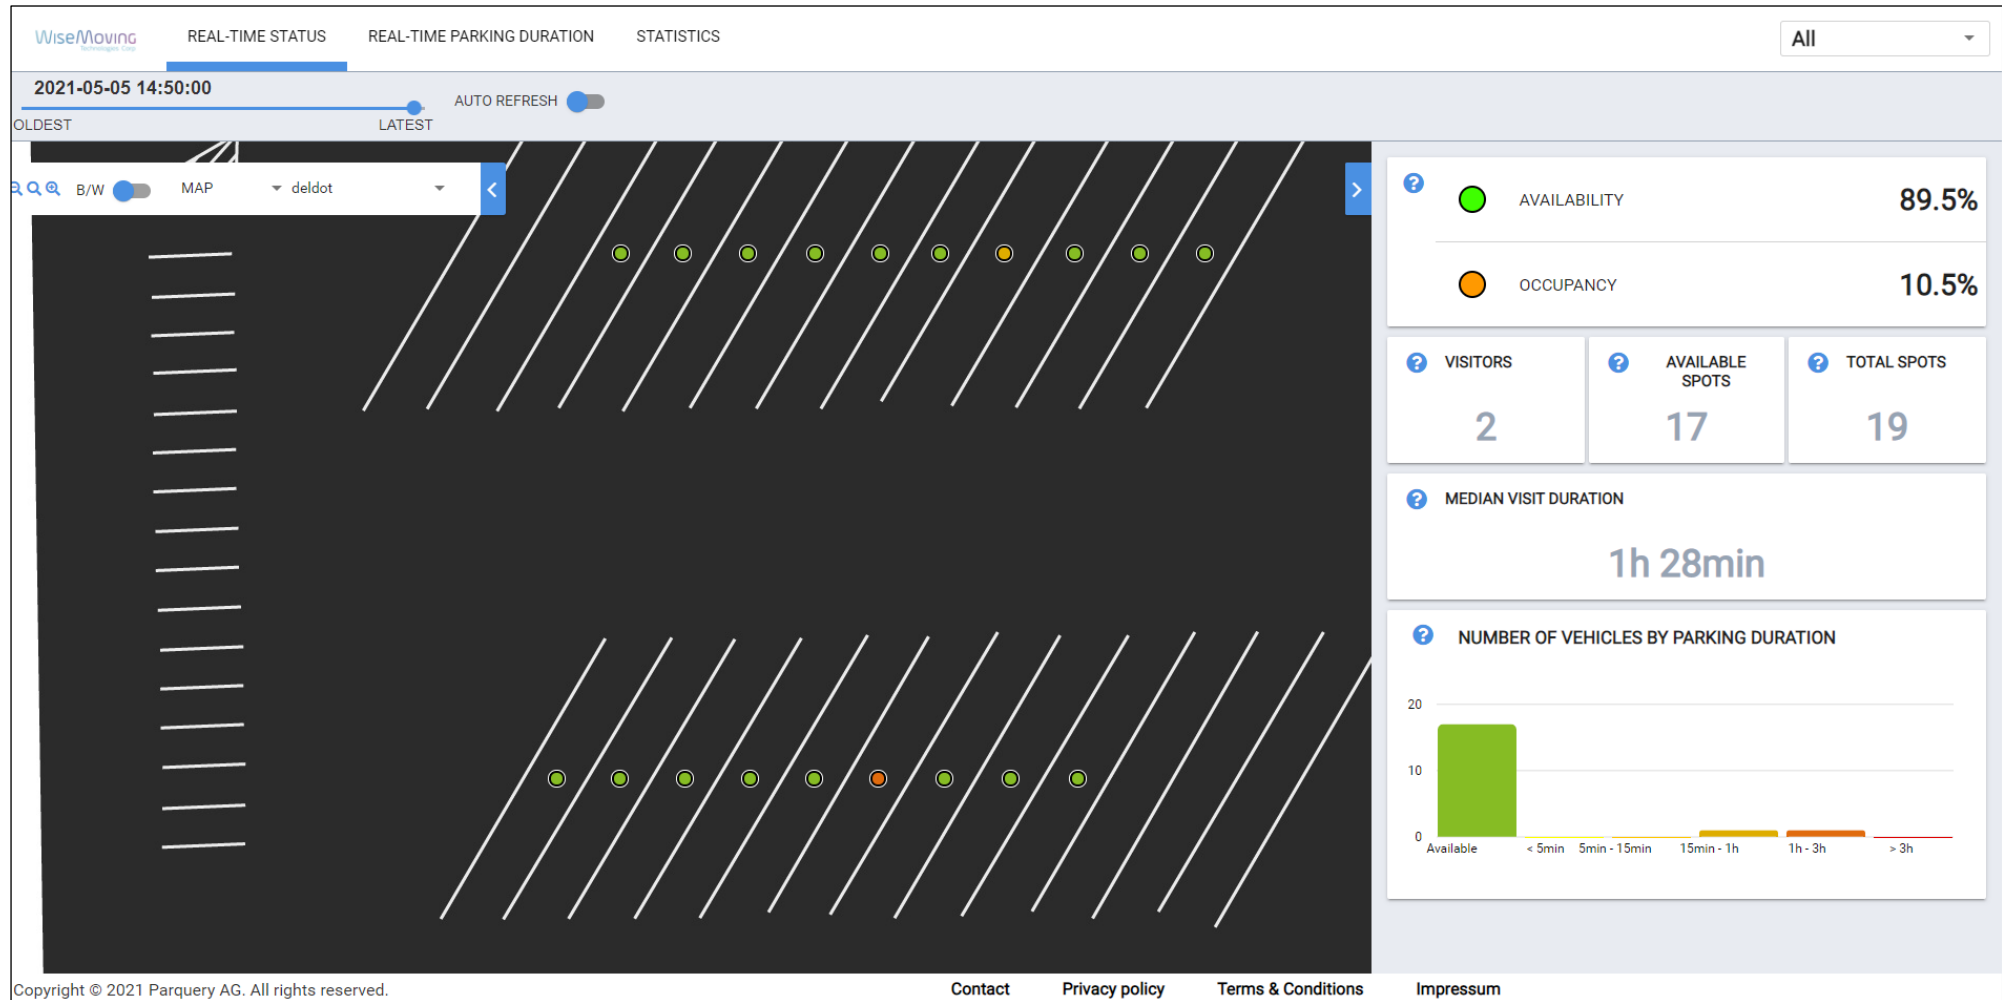 WiseMoving
Technologies Corp
REAL-TIME STATUS
REAL-TIME PARKING DURATION
STATISTICS
All
2021-05-05 14:50:00
OLDEST
LATEST
AUTO REFRESH
B/W
MAP
deldot
AVAILABILITY
89.5%
OCCUPANCY
10.5%
VISITORS
2
AVAILABLE
SPOTS
17
TOTAL SPOTS
19
MEDIAN VISIT DURATION
1h 28min
NUMBER OF VEHICLES BY PARKING DURATION
20
10
0
Available
< 5min
5min - 15min
15min - 1h
1h - 3h
> 3h
Copyright © 2021 Parquery AG. All rights reserved.
Contact
Privacy policy
Terms & Conditions
Impressum